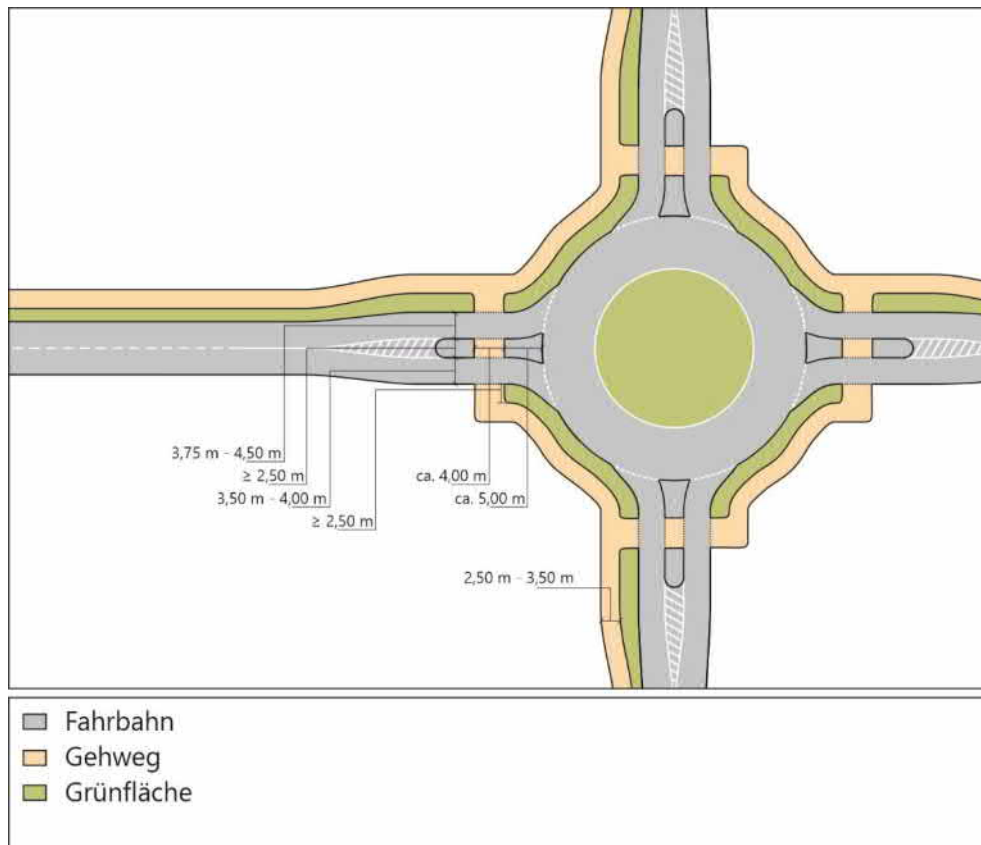 3,75 m - 4,50 m
≥ 2,50 m
3,50 m - 4,00 m
≥ 2,50 m
ca. 4,00 m
ca. 5,00 m
2,50 m - 3,50 m
Fahrbahn
Gehweg
Grünfläche